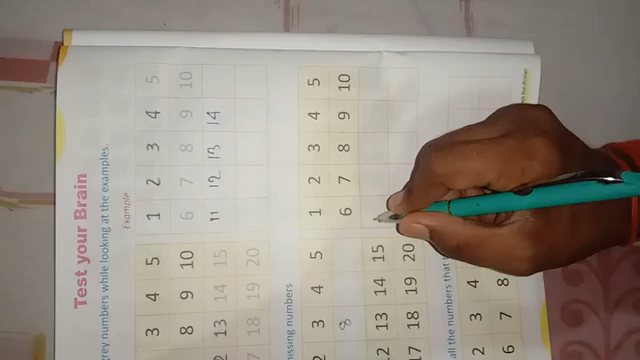 Test your Brain
grey numbers while looking at the examples.
Example
1 2 3 4 5
6 7 8 9 10
11 12 13 14
3 4 5
8 9 10
13 14 15
18 19 20
missing numbers.
1 2 3 4 5
6 7 8 9 10
3 4 5
8
13 14 15
17 18 19 20
all the numbers that
2 3 4
6 7 8